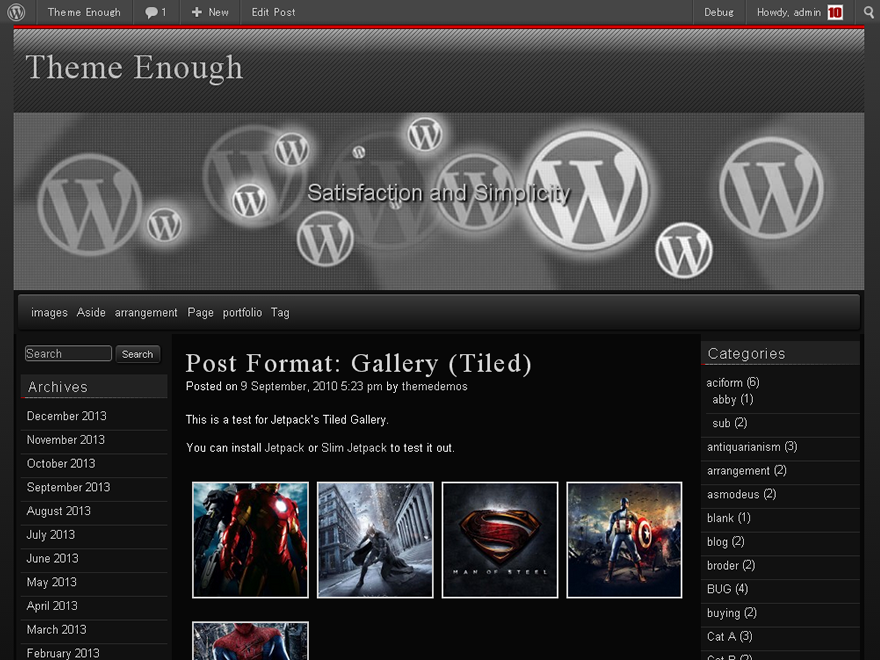 Theme Enough
1
New
Edit Post
Debug
Howdy, admin
10
Theme Enough
Satisfaction and Simplicity
images Aside arrangement Page portfolio Tag
Search Search
Archives
December 2013
November 2013
October 2013
September 2013
August 2013
July 2013
June 2013
May 2013
April 2013
March 2013
February 2013
Post Format: Gallery (Tiled)
Posted on 9 September, 2010 5:23 pm by themedemos
This is a test for Jetpack's Tiled Gallery.
You can install Jetpack or Slim Jetpack to test it out.
MAN OF STEEL
Categories
aciform (6)
abby (1)
sub (2)
antiquarianism (3)
arrangement (2)
asmodeus (2)
blank (1)
blog (2)
broder (2)
BUG (4)
buying (2)
Cat A (3)
Cat B (2)